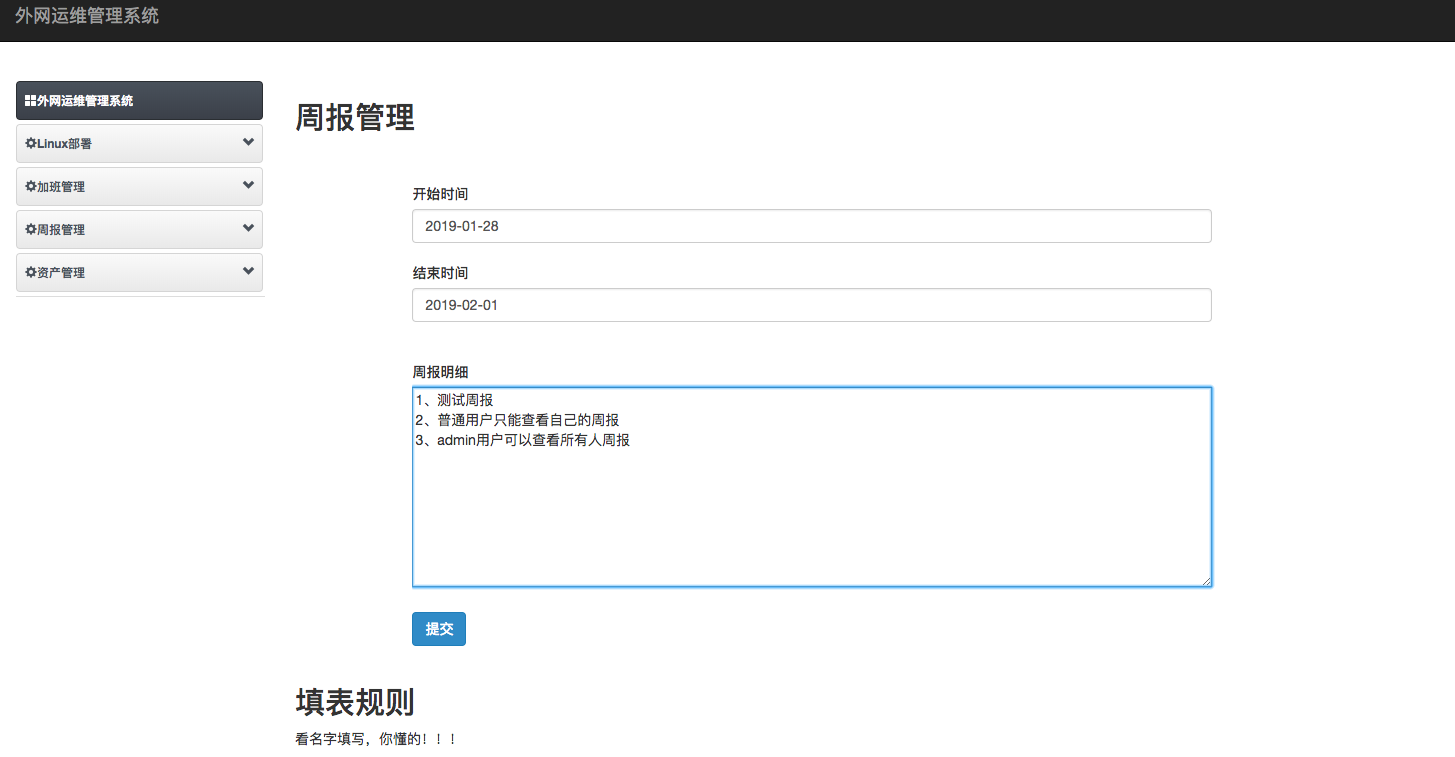 外网运维管理系统
外网运维管理系统
Linux部署
加班管理
周报管理
资产管理
周报管理
开始时间
2019-01-28
结束时间
2019-02-01
周报明细
1、测试周报
2、普通用户只能查看自己的周报
3、admin用户可以查看所有人周报
提交
填表规则
看名字填写，你懂的！！！